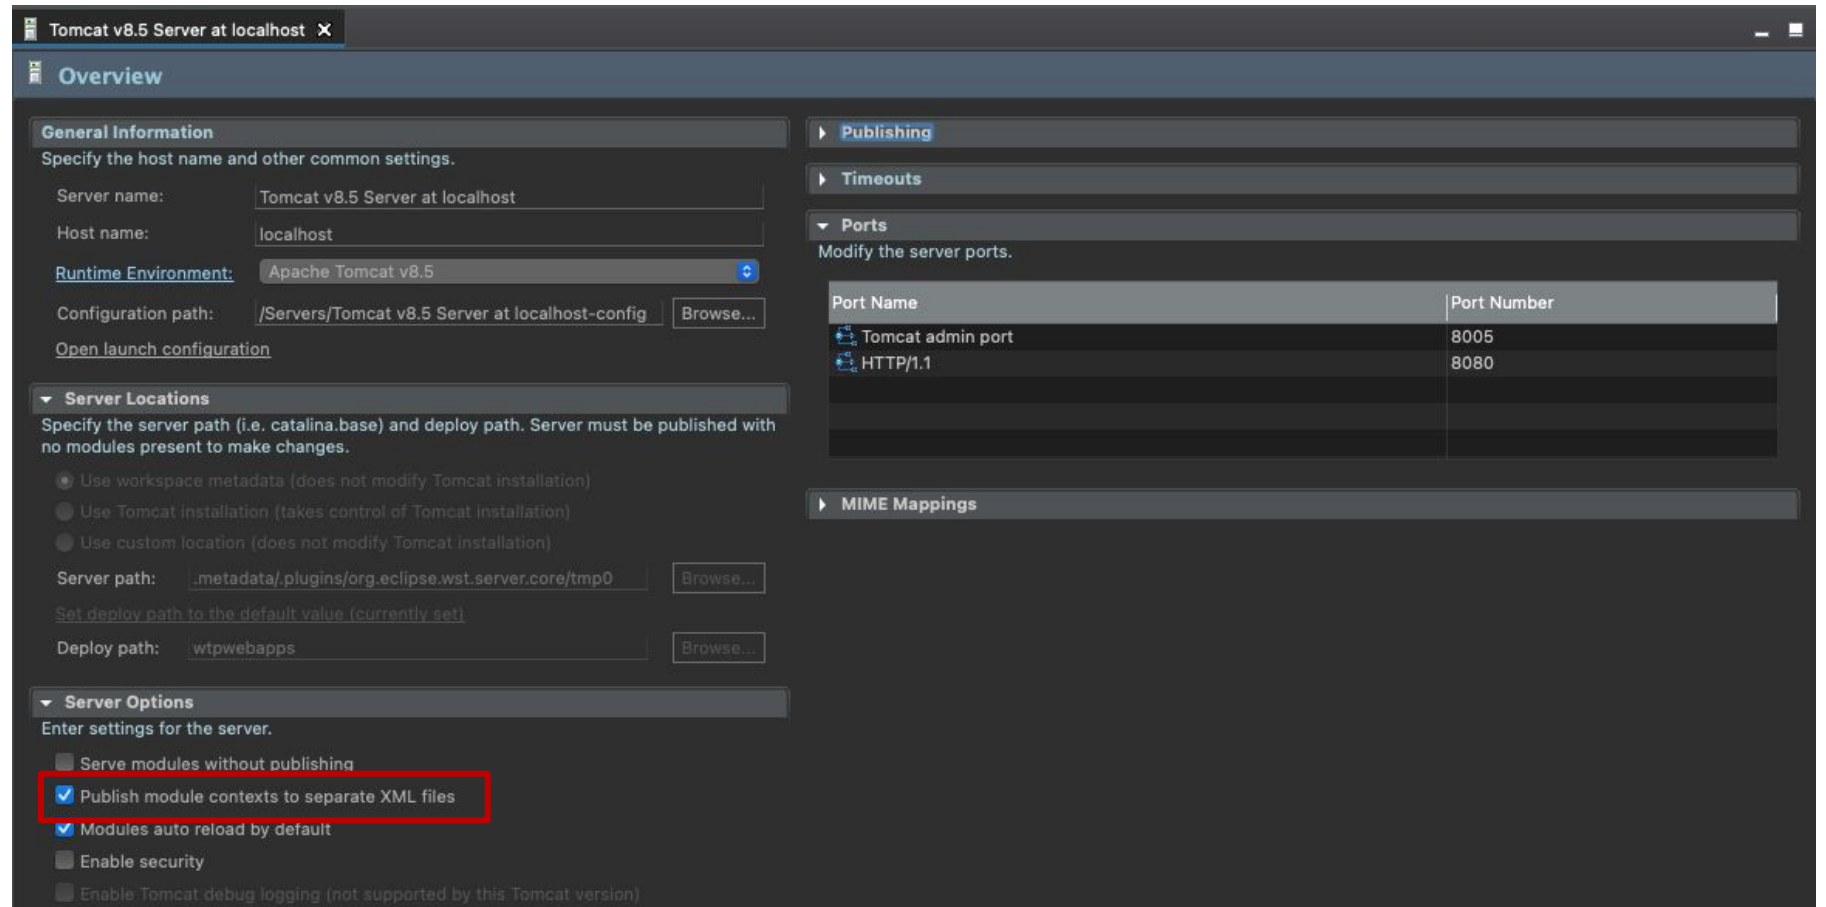 Tomcat v8.5 Server at localhost
Overview
General Information
Specify the host name and other common settings.
Server name:
Tomcat v8.5 Server at localhost
Host name:
localhost
Runtime Environment:
Apache Tomcat v8.5
Configuration path:
/Servers/Tomcat v8.5 Server at localhost-config
Browse...
Open launch configuration
Server Locations
Specify the server path (i.e. catalina.base) and deploy path. Server must be published with
no modules present to make changes.
Use workspace metadata (does not modify Tomcat installation)
Use Tomcat installation (takes control of Tomcat installation)
Use custom location (does not modify Tomcat installation)
Server path:
.metadata/.plugins/org.eclipse.wst.server.core/tmp0
Browse...
Set deploy path to the default value (currently set)
Deploy path:
wtpwebapps
Browse...
Server Options
Enter settings for the server.
Serve modules without publishing
Publish module contexts to separate XML files
Modules auto reload by default
Enable security
Enable Tomcat debug logging (not supported by this Tomcat version)
Publishing
Timeouts
Ports
Modify the server ports.
Port Name
Port Number
Tomcat admin port
8005
HTTP/1.1
8080
MIME Mappings